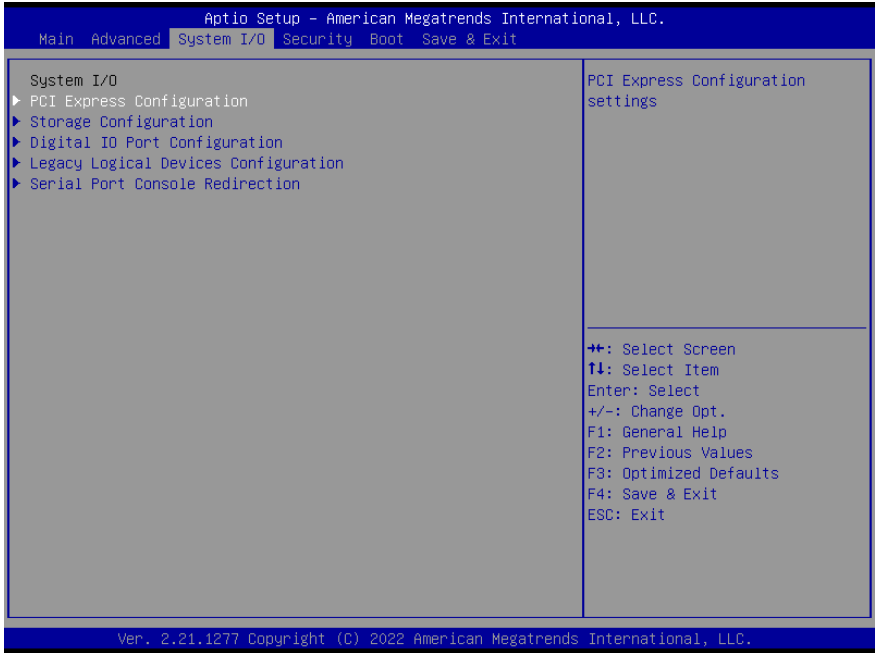 Aptio Setup – American Megatrends International, LLC.
Main Advanced System I/O Security Boot Save & Exit
System I/O
▶ PCI Express Configuration
▶ Storage Configuration
▶ Digital IO Port Configuration
▶ Legacy Logical Devices Configuration
▶ Serial Port Console Redirection
PCI Express Configuration
settings
→←: Select Screen
↑↓: Select Item
Enter: Select
+/-: Change Opt.
F1: General Help
F2: Previous Values
F3: Optimized Defaults
F4: Save & Exit
ESC: Exit
Ver. 2.21.1277 Copyright (C) 2022 American Megatrends International, LLC.